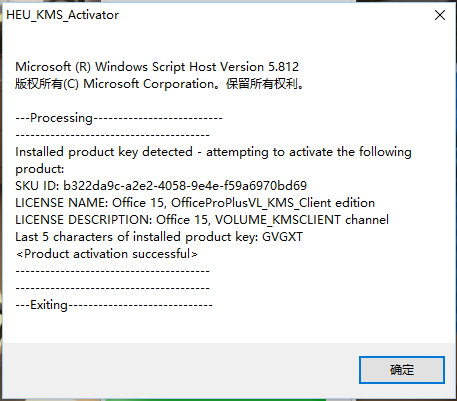 HEU_KMS_Activator
Microsoft (R) Windows Script Host Version 5.812
版权所有(C) Microsoft Corporation。保留所有权利。
---Processing--------------------------
---------------------------------------
Installed product key detected - attempting to activate the following
product:
SKU ID: b322da9c-a2e2-4058-9e4e-f59a6970bd69
LICENSE NAME: Office 15, OfficeProPlusVL_KMS_Client edition
LICENSE DESCRIPTION: Office 15, VOLUME_KMSCLIENT channel
Last 5 characters of installed product key: GVGXT
<Product activation successful>
---------------------------------------
---------------------------------------
---Exiting-----------------------------
确定